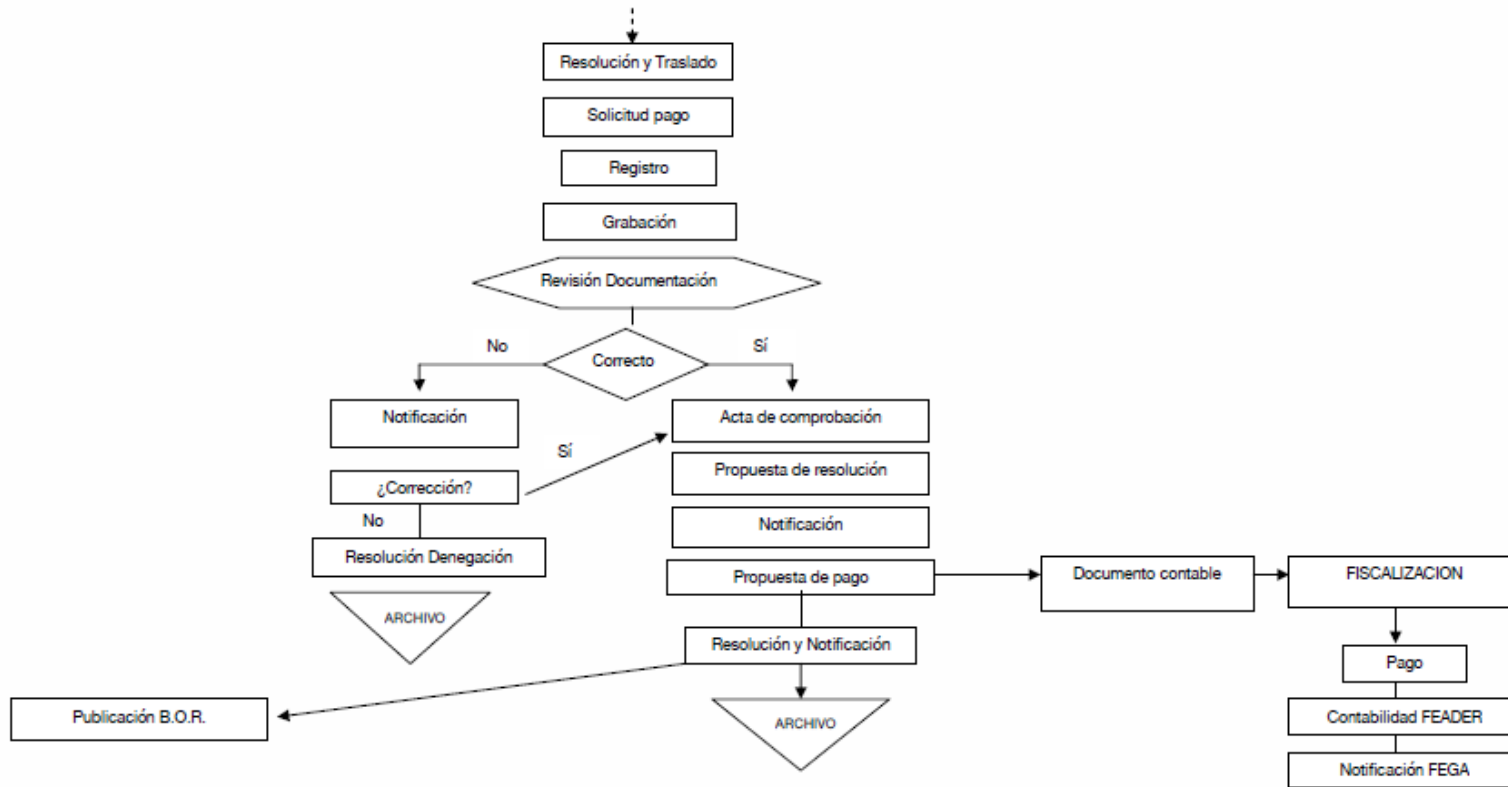 Resolución y Traslado
Solicitud pago
Registro
Grabación
Revisión Documentación
No
Correcto
Sí
Notificación
Acta de comprobación
Sí
Propuesta de resolución
¿Corrección?
No
Notificación
Resolución Denegación
Propuesta de pago
Documento contable
FISCALIZACION
ARCHIVO
Resolución y Notificación
Pago
Publicación B.O.R.
ARCHIVO
Contabilidad FEADER
Notificación FEGA